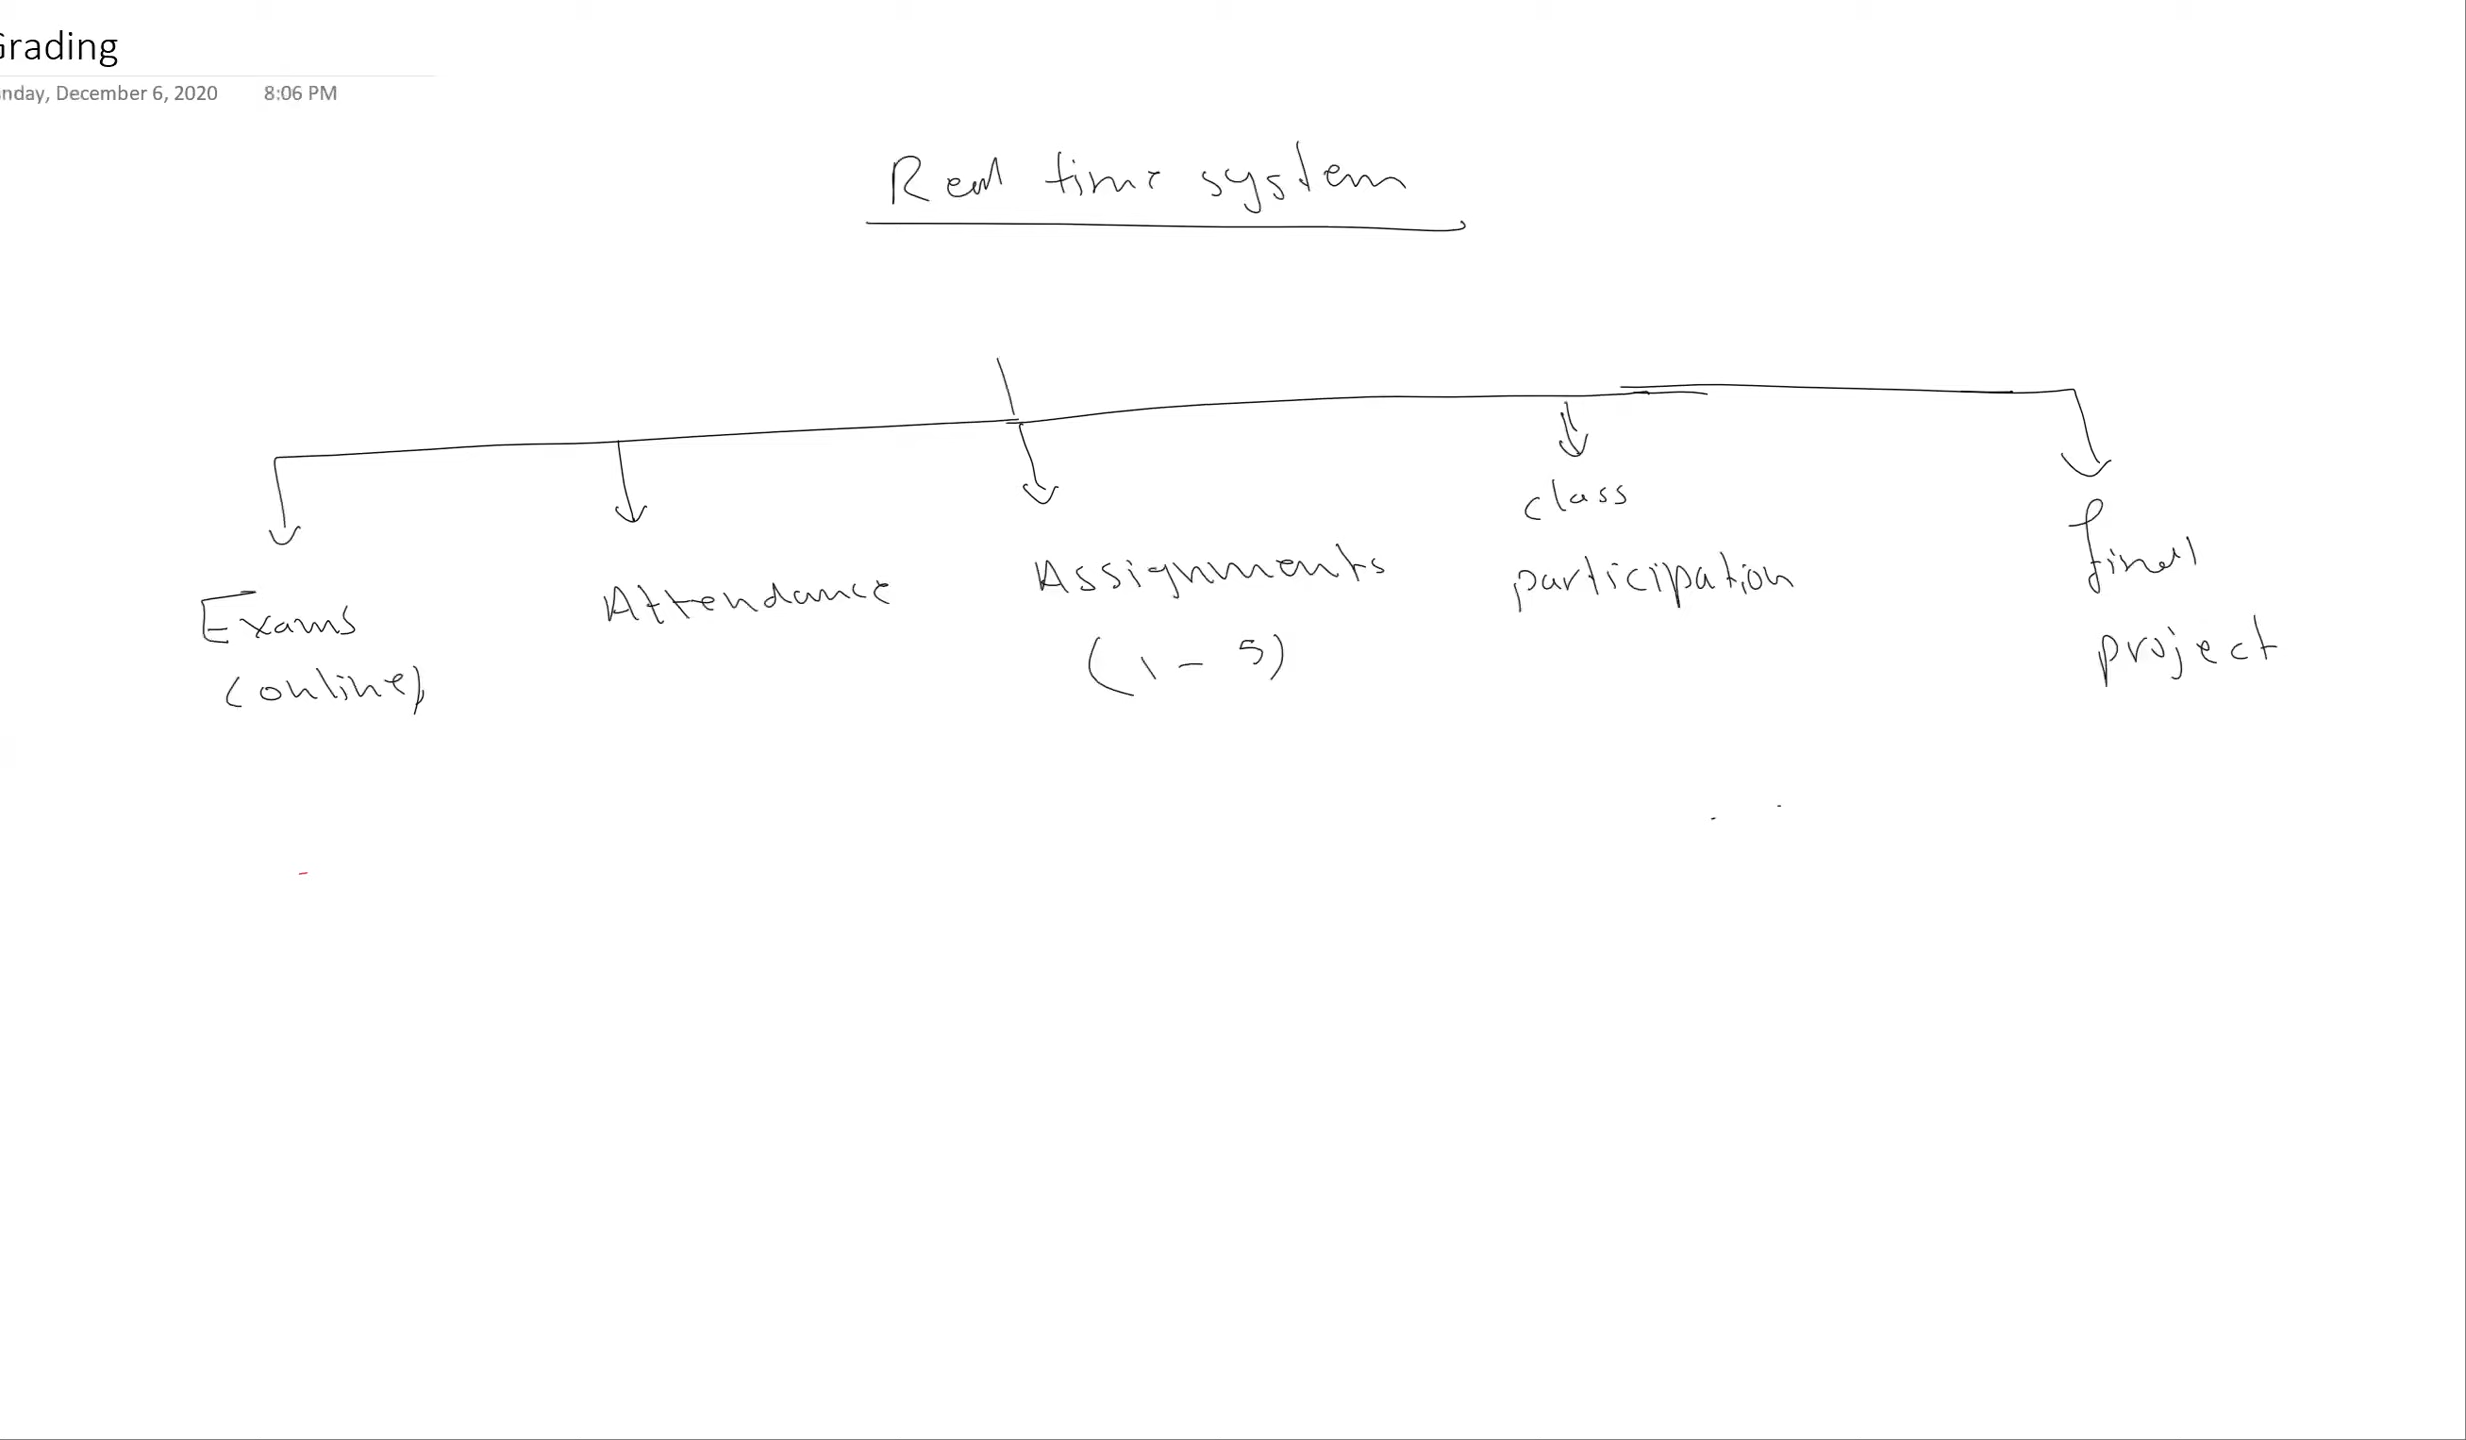 Grading
nday, December 6, 2020 8:06 PM
Real time system
Exams
(online)
Attendance
Assignments
(1 - 5)
class
participation
final
project